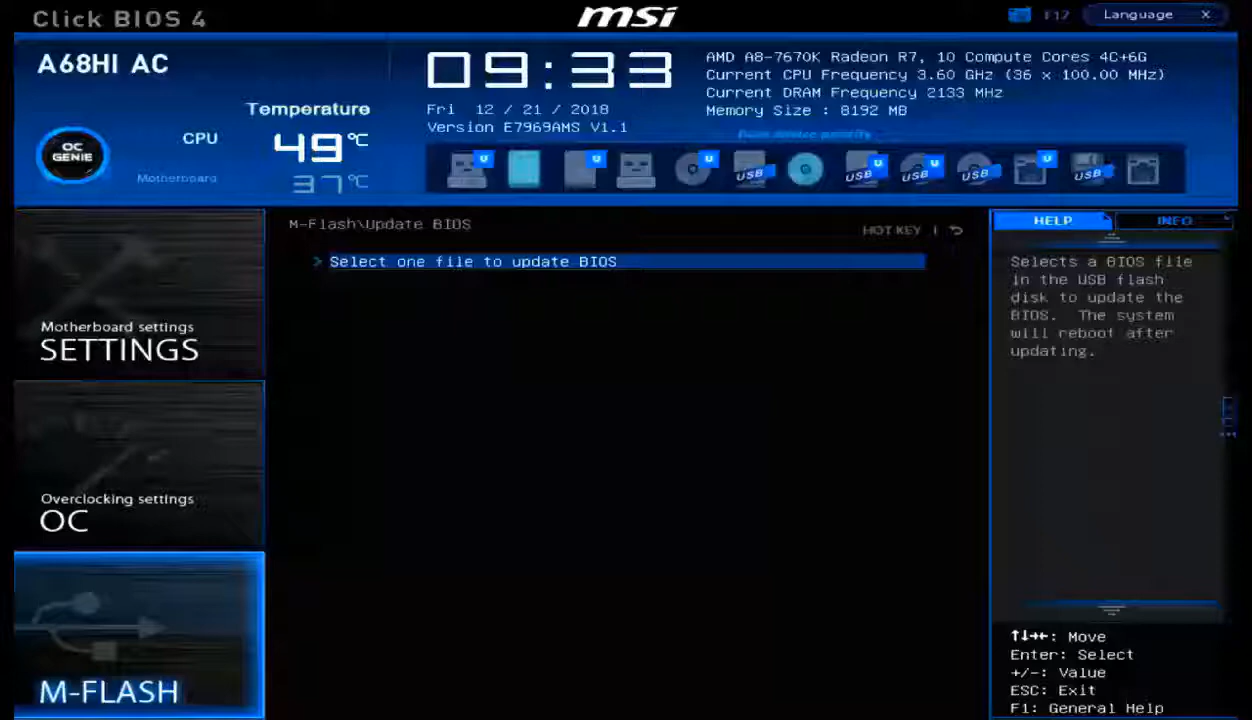 Click BIOS 4
msi
F12
Language X
A68HI AC
09:33
AMD A8-7670K Radeon R7, 10 Compute Cores 4C+6G
Current CPU Frequency 3.60 GHz (36 x 100.00 MHz)
Current DRAM Frequency 2133 MHz
Memory Size : 8192 MB
Temperature
Fri 12 / 21 / 2018
Version E7969AMS V1.1
Boot device priority
OC
GENIE
CPU 49°C
Motherboard 37°C
U U U USB USB U USB U USB U USB
M-Flash\Update BIOS
HOT KEY |
HELP
INFO
> Select one file to update BIOS
Selects a BIOS file
in the USB flash
disk to update the
BIOS. The system
will reboot after
updating.
Motherboard settings
SETTINGS
Overclocking settings
OC
M-FLASH
↑↓→←: Move
Enter: Select
+/-: Value
ESC: Exit
F1: General Help